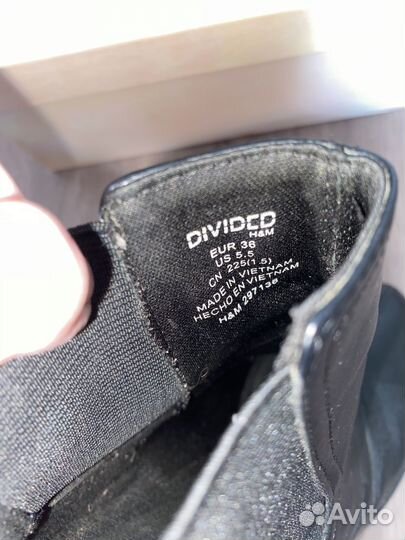 DIVIDED
H&M
EUR 36
US 5.5
CN 225(1.5)
MADE IN VIETNAM
HECHO EN VIETNAM
H&M 297136
Avito